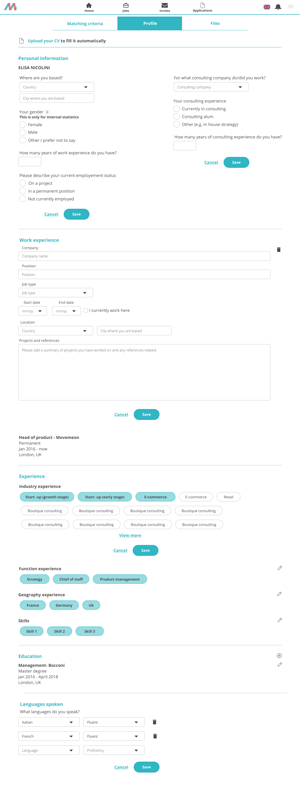 Home
Jobs
Invites
Applications
Matching criteria
Profile
Files
Upload your CV to fill it automatically
Personal information
ELISA NICOLINI
Where are you based?
Country
City where you are based
Your gender
This is only for internal statistics
Female
Male
Other / prefer not to say
How many years of work experience do you have?
Please describe your current employement status
On a project
In a permanent position
Not currently employed
Cancel
Save
For what consulting company do/did you work?
Consulting company
Your consulting experience
Currently in consulting
Consulting alum
Other (e.g. in house strategy)
How many years of consulting experience do you have?
Cancel
Save
Work experience
Company
Company name
Position
Position
Job type
Job type
Start date
End date
I currently work here
Location
Country
City where you are based
Projects and references
Please add a summary of projects you have worked on and any references related.
Cancel
Save
Head of product - Movemeon
Permanent
Jan 2016 - now
London, UK
Experience
Industry experience
Start- up (growth stage)
Start- up (early stage)
E-commerce
E-commerce
Retail
Boutique consulting
Boutique consulting
Boutique consulting
Boutique consulting
Boutique consulting
Boutique consulting
Boutique consulting
Boutique consulting
View more
Cancel
Save
Function experience
Strategy
Chief of staff
Product management
Geography experience
France
Germany
Uk
Skills
Skill 1
Skill 2
Skill 3
Education
Management- Bocconi
Master degree
Jan 2016 - April 2018
London, UK
Languages spoken
What languages do you speak?
Italian
Fluent
French
Fluent
Language
Proficiency
Cancel
Save